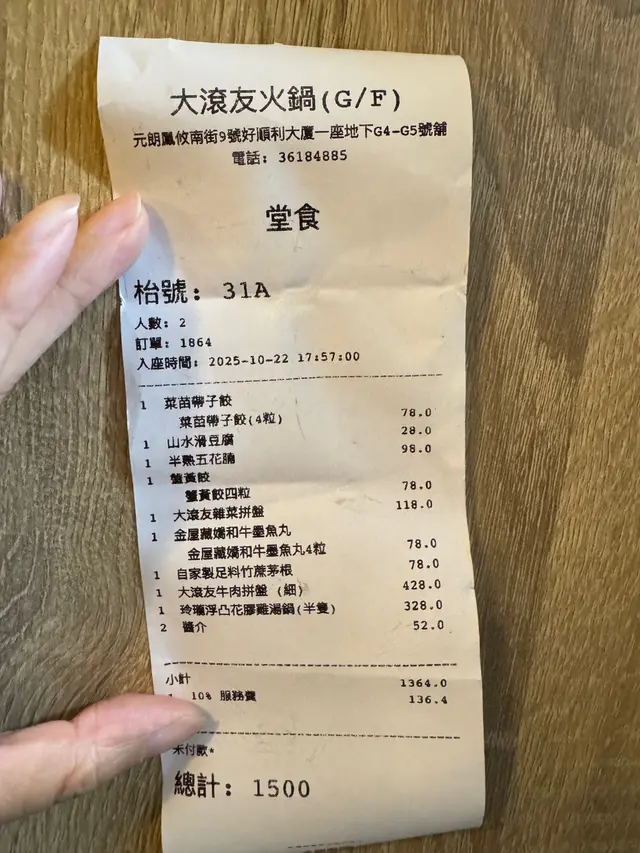 大滾友火鍋(G/F)
元朗鳳攸南街9號好順利大廈一座地下G4-G5號舖
電話: 36184885
堂食
枱號: 31A
人數: 2
訂單: 1864
入座時間: 2025-10-22 17:57:00
1 菜苗帶子餃
菜苗帶子餃(4粒) 78.0
1 山水滑豆腐 28.0
1 半熟五花腩 98.0
1 蟹黃餃
蟹黃餃四粒 78.0
1 大滾友雜菜拼盤 118.0
1 金屋藏嬌和牛墨魚丸
金屋藏嬌和牛墨魚丸4粒 78.0
1 自家製足料竹蔗茅根 78.0
1 大滾友牛肉拼盤 (細) 428.0
1 玲瓏浮凸花膠雞湯鍋(半隻) 328.0
2 醬介 52.0
小計 1364.0
10% 服務費 136.4
未付款*
總計: 1500